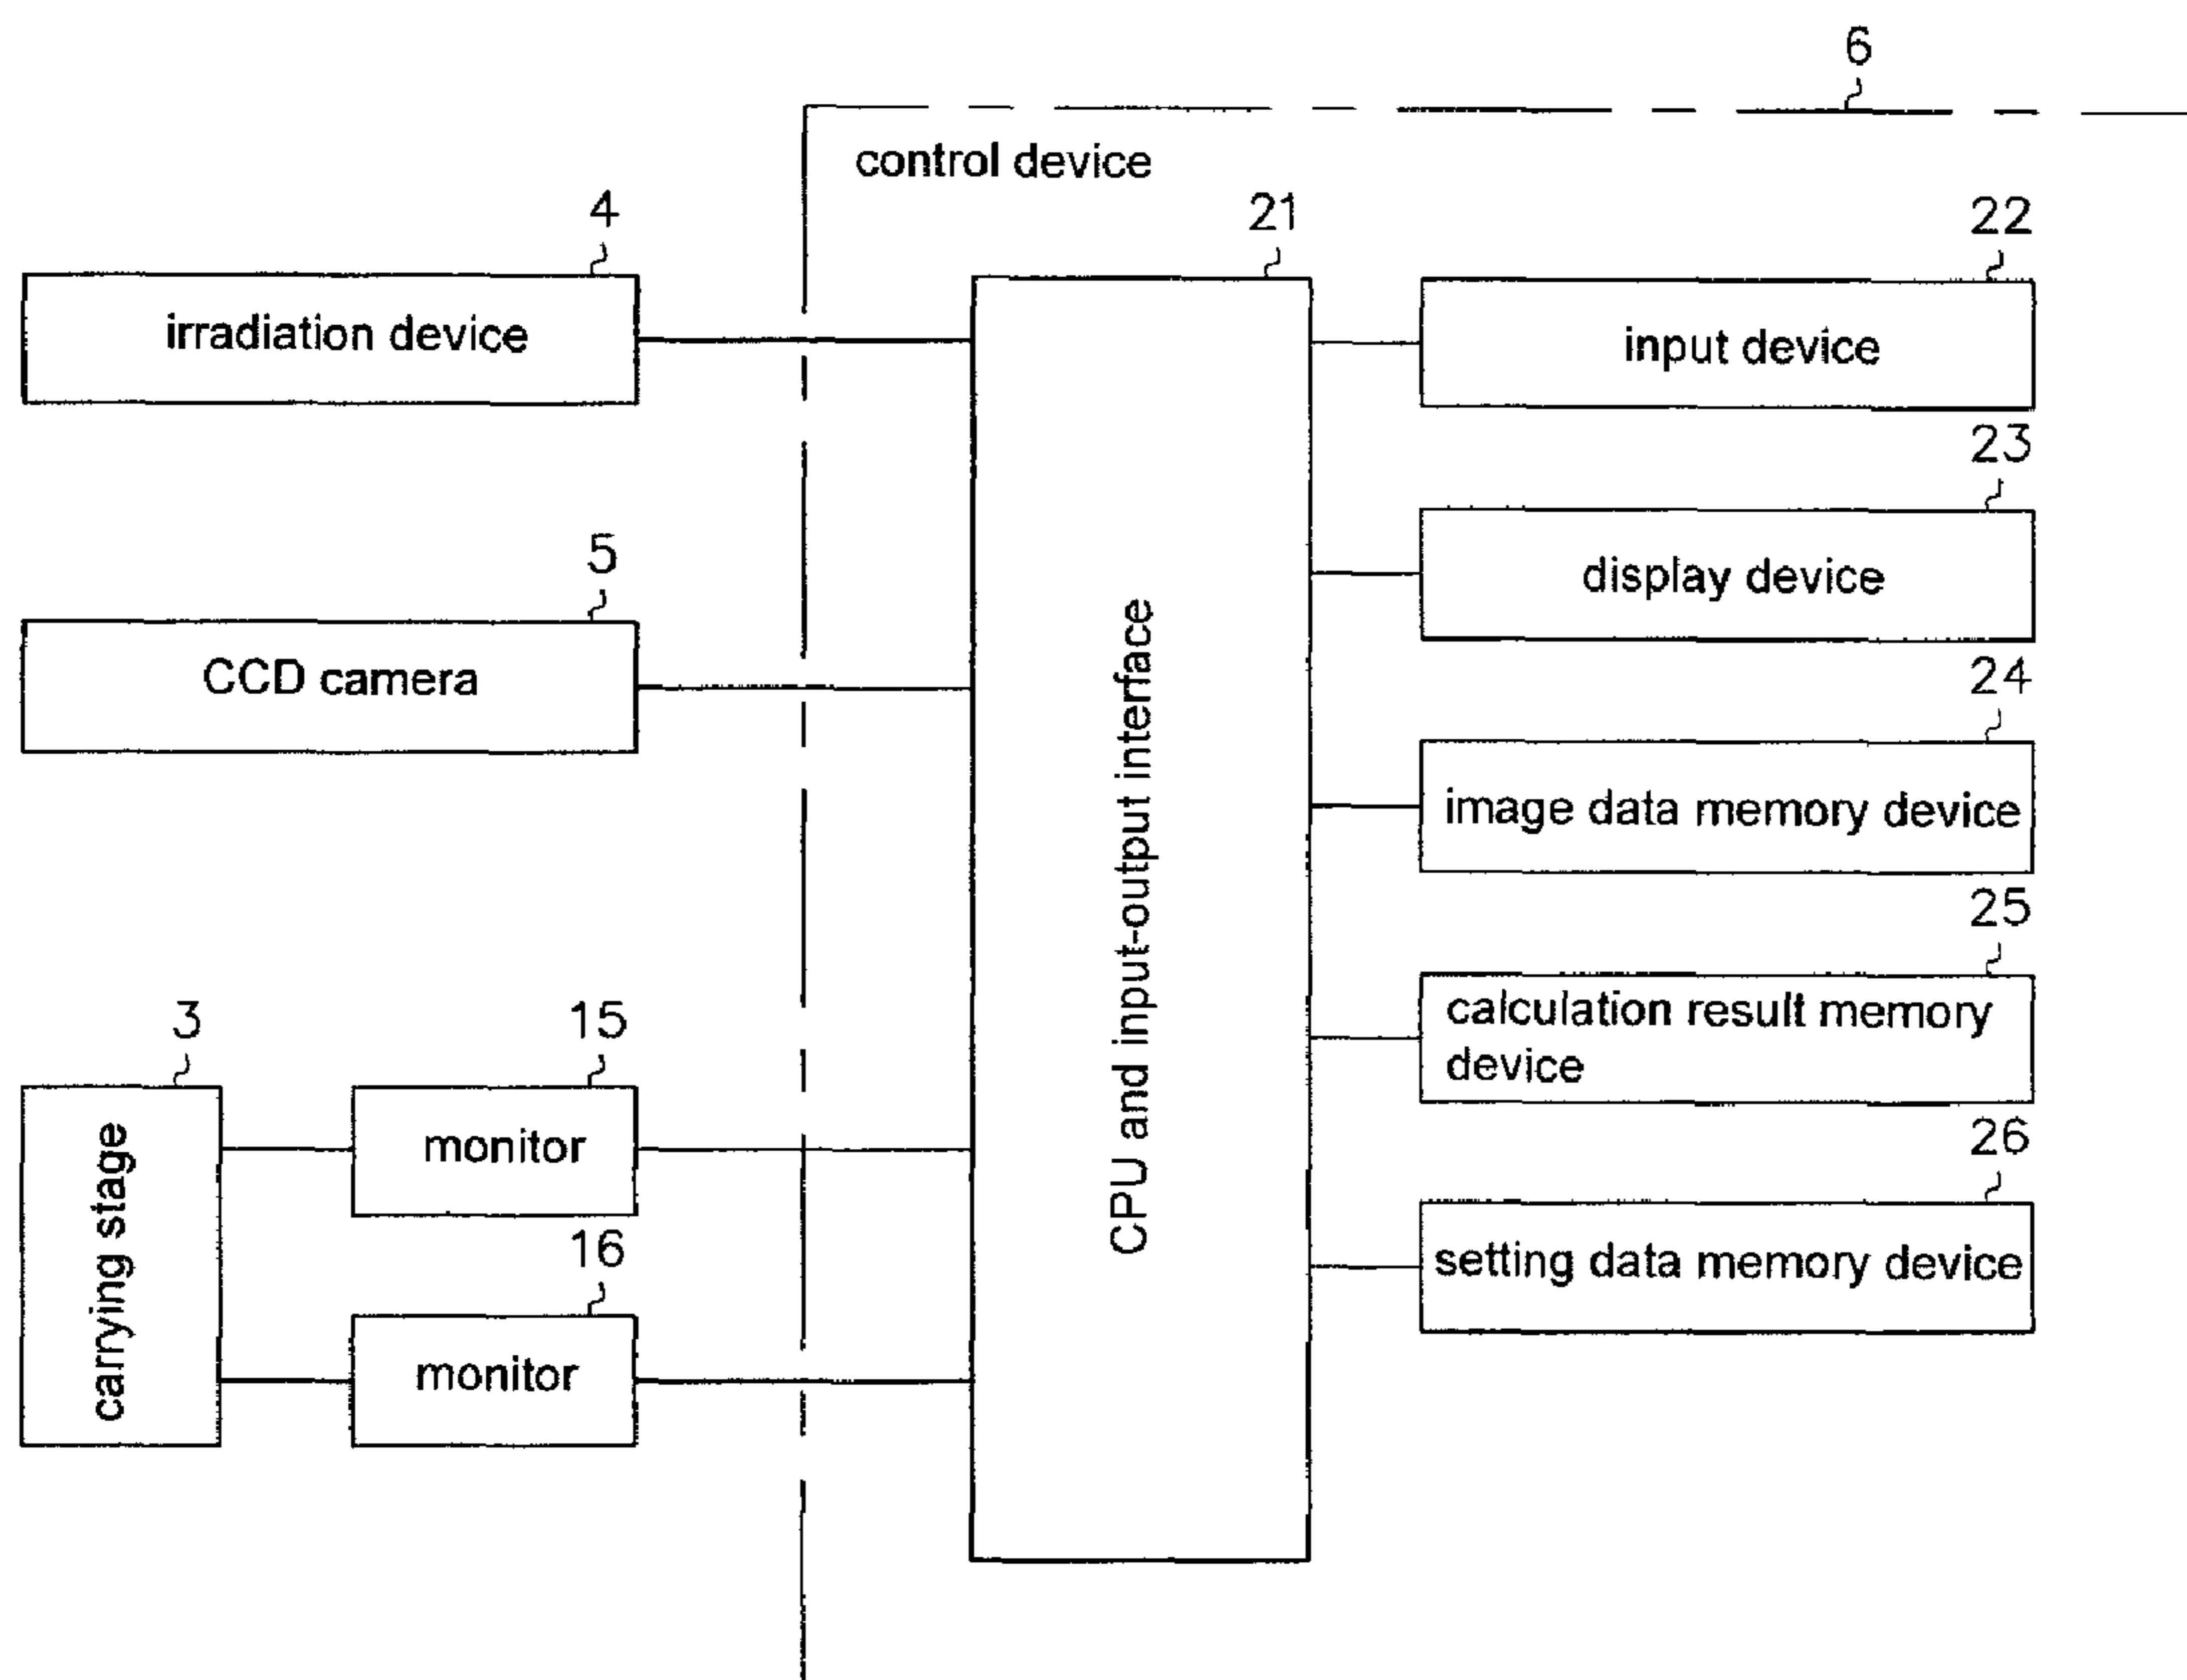 6
control device
4
21
22
irradiation device
input device
23
5
display device
CCD camera
24
CPU and input-output interface
image data memory device
25
3
15
calculation result memory
device
carrying stage
monitor
26
16
setting data memory device
monitor